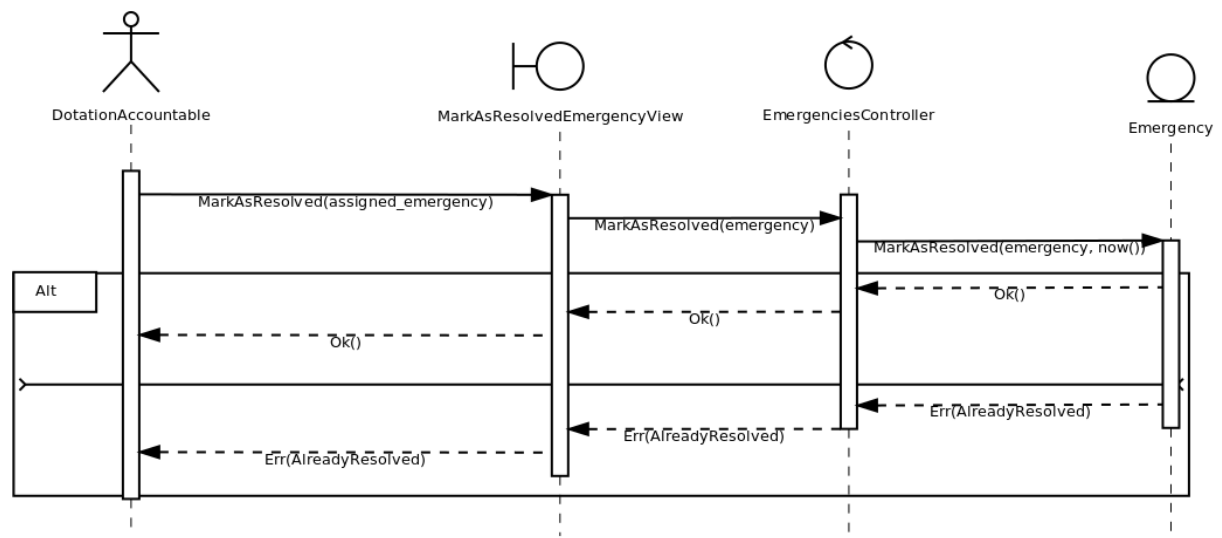 DotationAccountable
MarkAsResolvedEmergencyView
EmergenciesController
Emergency
MarkAsResolved(assigned_emergency)
MarkAsResolved(emergency)
MarkAsResolved(emergency, now())
Alt
Ok()
Ok()
Ok()
Err(AlreadyResolved)
Err(AlreadyResolved)
Err(AlreadyResolved)